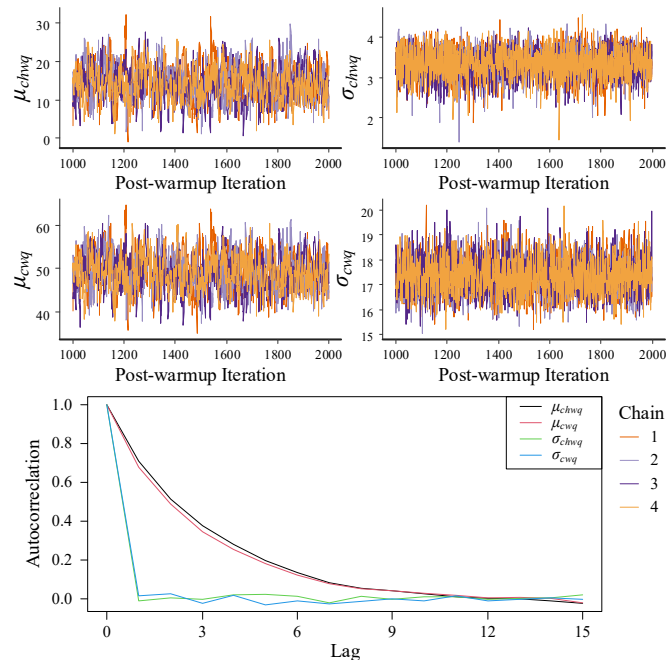 μchwq
30
20
10
0
1000 1200 1400 1600 1800 2000
Post-warmup Iteration
σchwq
4
3
2
1000 1200 1400 1600 1800 2000
Post-warmup Iteration
μcwq
60
50
40
1000 1200 1400 1600 1800 2000
Post-warmup Iteration
σcwq
20
19
18
17
16
15
1000 1200 1400 1600 1800 2000
Post-warmup Iteration
Autocorreclation
1.0
0.8
0.6
0.4
0.2
0.0
0 3 6 9 12 15
Lag
μchwq
μcwq
σchwq
σcwq
Chain
1
2
3
4